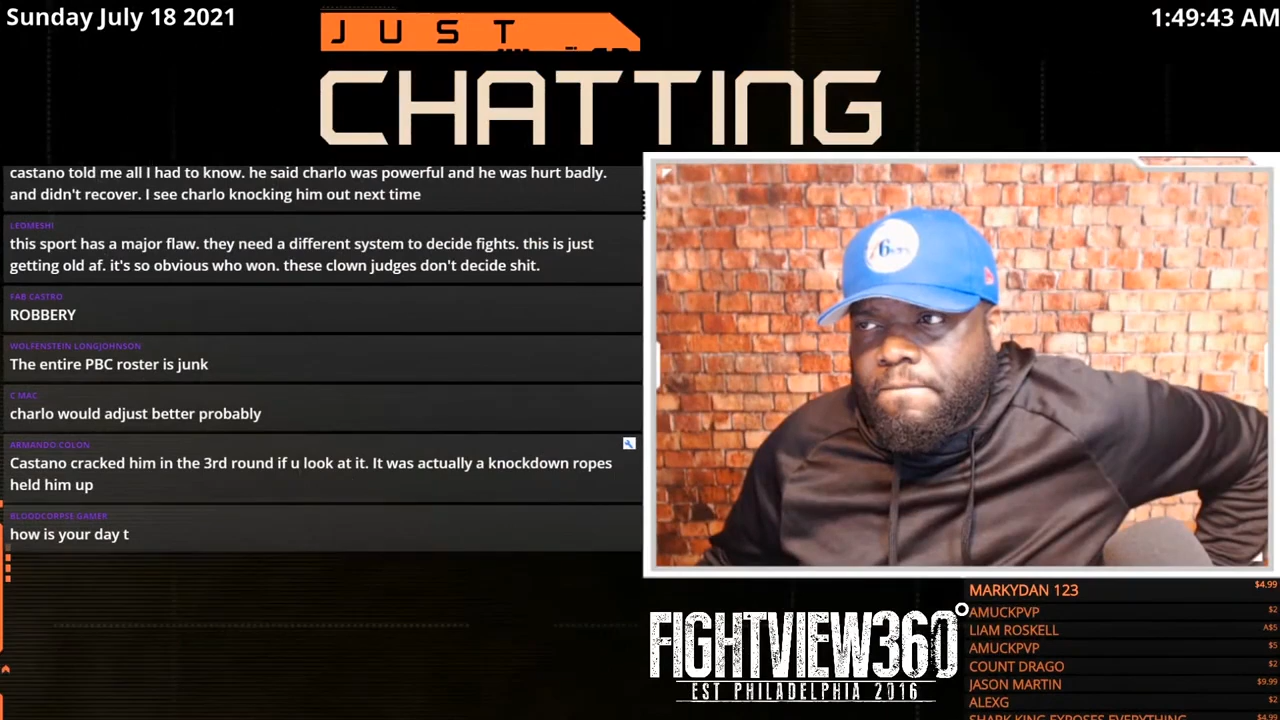 Sunday July 18 2021
1:49:43 AM
JUST
CHATTING
castano told me all I had to know. he said charlo was powerful and he was hurt badly.
and didn't recover. I see charlo knocking him out next time
LEOMESHI
this sport has a major flaw. they need a different system to decide fights. this is just
getting old af. it's so obvious who won. these clown judges don't decide shit.
FAB CASTRO
ROBBERY
WOLFENSTEIN LONGJOHNSON
The entire PBC roster is junk
C MAC
charlo would adjust better probably
ARMANDO COLON
Castano cracked him in the 3rd round if u look at it. It was actually a knockdown ropes
held him up
BLOODCORPSE GAMER
how is your day t
76ers
FIGHTVIEW360°
EST PHILADELPHIA 2016
MARKYDAN 123 $4.99
AMUCKPVP $2
LIAM ROSKELL A$5
AMUCKPVP $5
COUNT DRAGO $2
JASON MARTIN $9.99
ALEXG $2
SHARK KING EXPOSES EVERYTHING $4.99